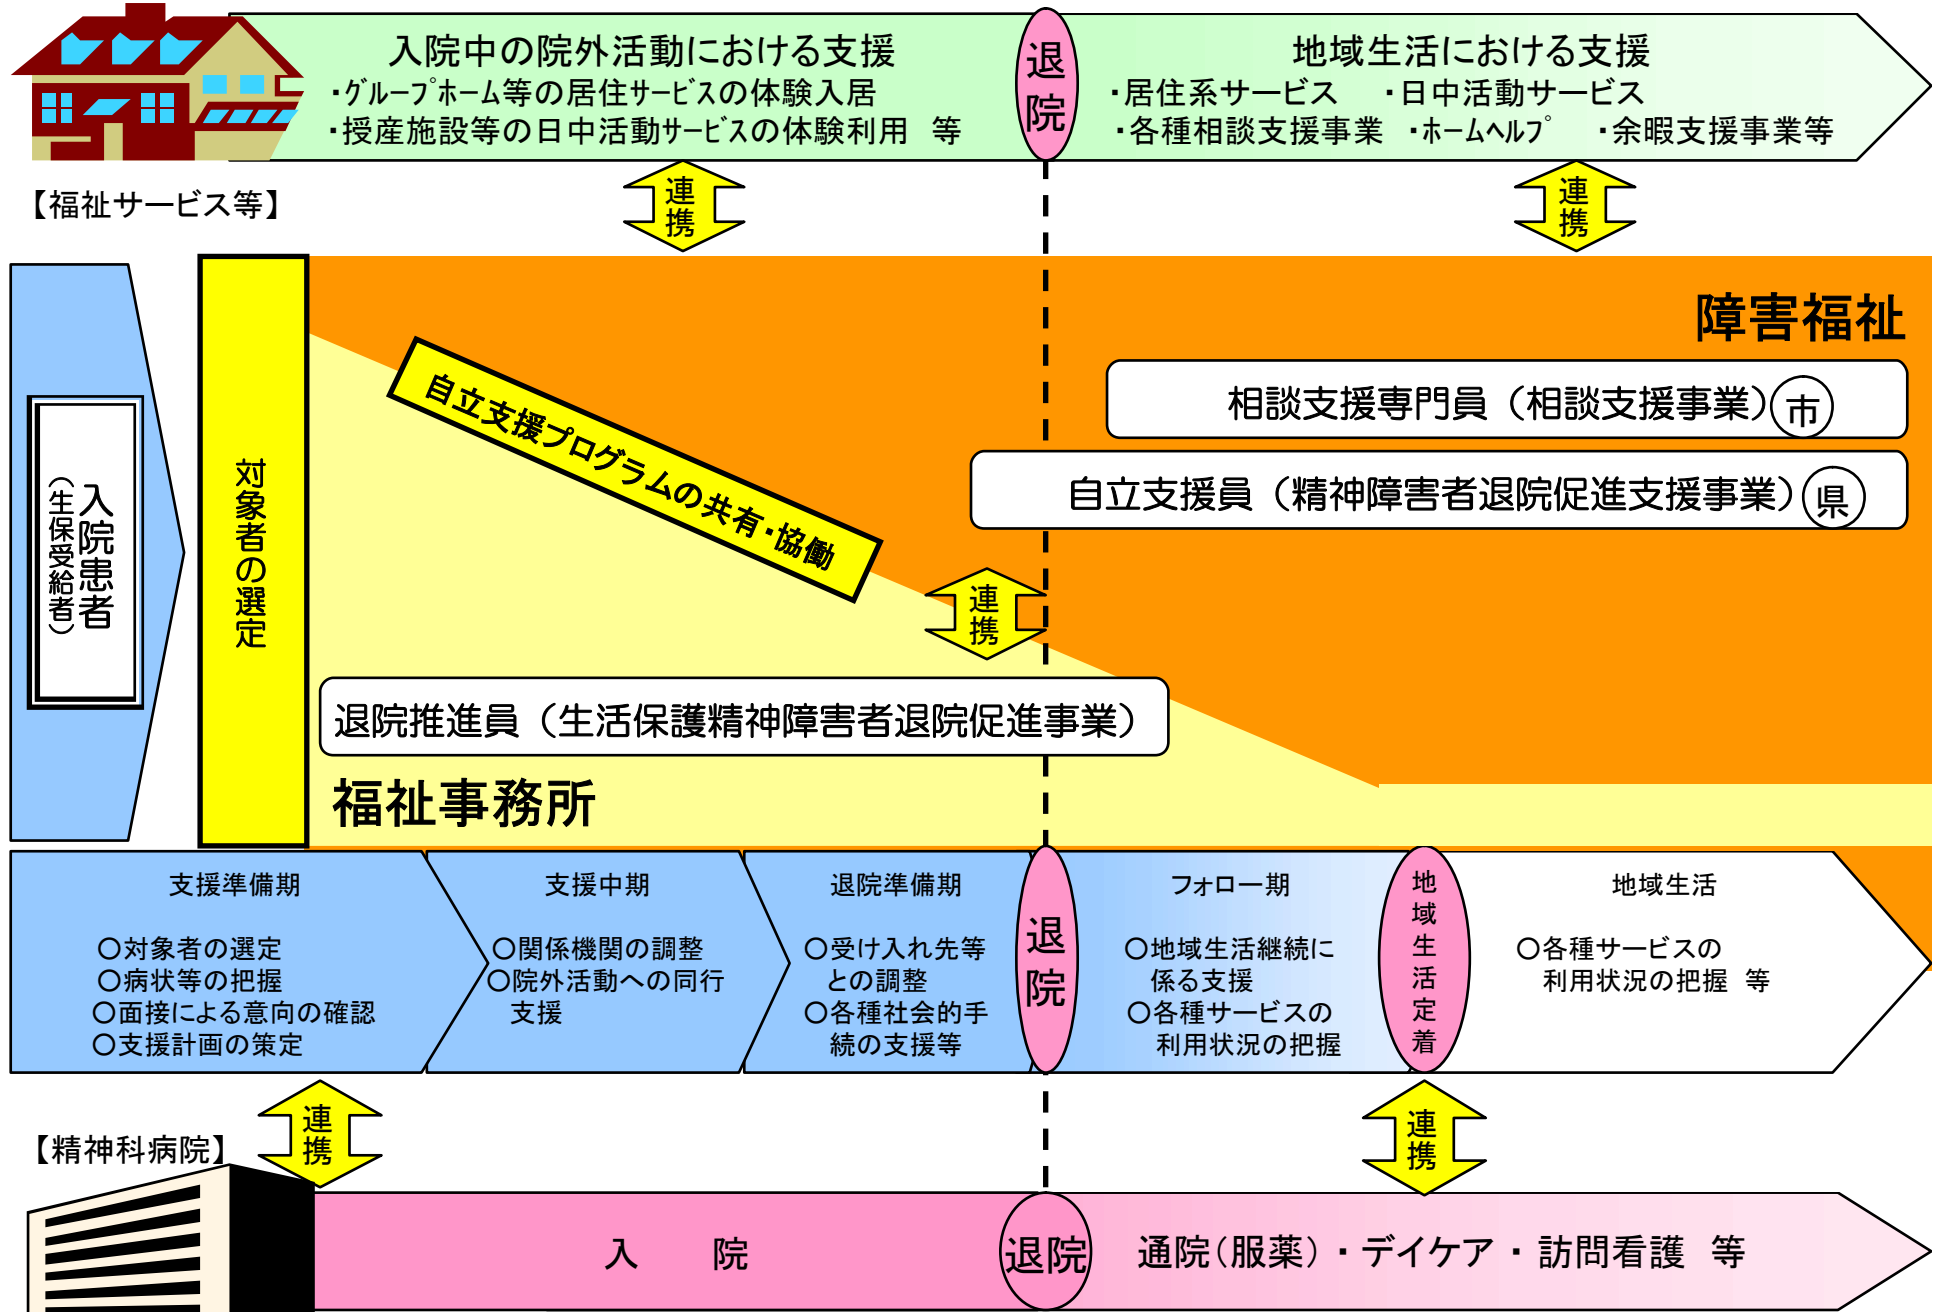 入院中の院外活動における支援
・グループホーム等の居住サービスの体験入居
・授産施設等の日中活動サービスの体験利用 等
退院
地域生活における支援
・居住系サービス ・日中活動サービス
・各種相談支援事業 ・ホームヘルプ ・余暇支援事業等
【福祉サービス等】
連携
連携
入院患者
(生保受給者)
対象者の選定
障害福祉
自立支援プログラムの共有・協働
相談支援専門員(相談支援事業) 市
自立支援員(精神障害者退院促進支援事業) 県
連携
退院推進員(生活保護精神障害者退院促進事業)
福祉事務所
支援準備期
○対象者の選定
○病状等の把握
○面接による意向の確認
○支援計画の策定
支援中期
○関係機関の調整
○院外活動への同行
支援
退院準備期
○受け入れ先等
との調整
○各種社会的手
続の支援等
退院
フォロー期
○地域生活継続に
係る支援
○各種サービスの
利用状況の把握
地域生活定着
地域生活
○各種サービスの
利用状況の把握 等
連携
連携
【精神科病院】
入 院
退院
通院(服薬)・デイケア・訪問看護 等